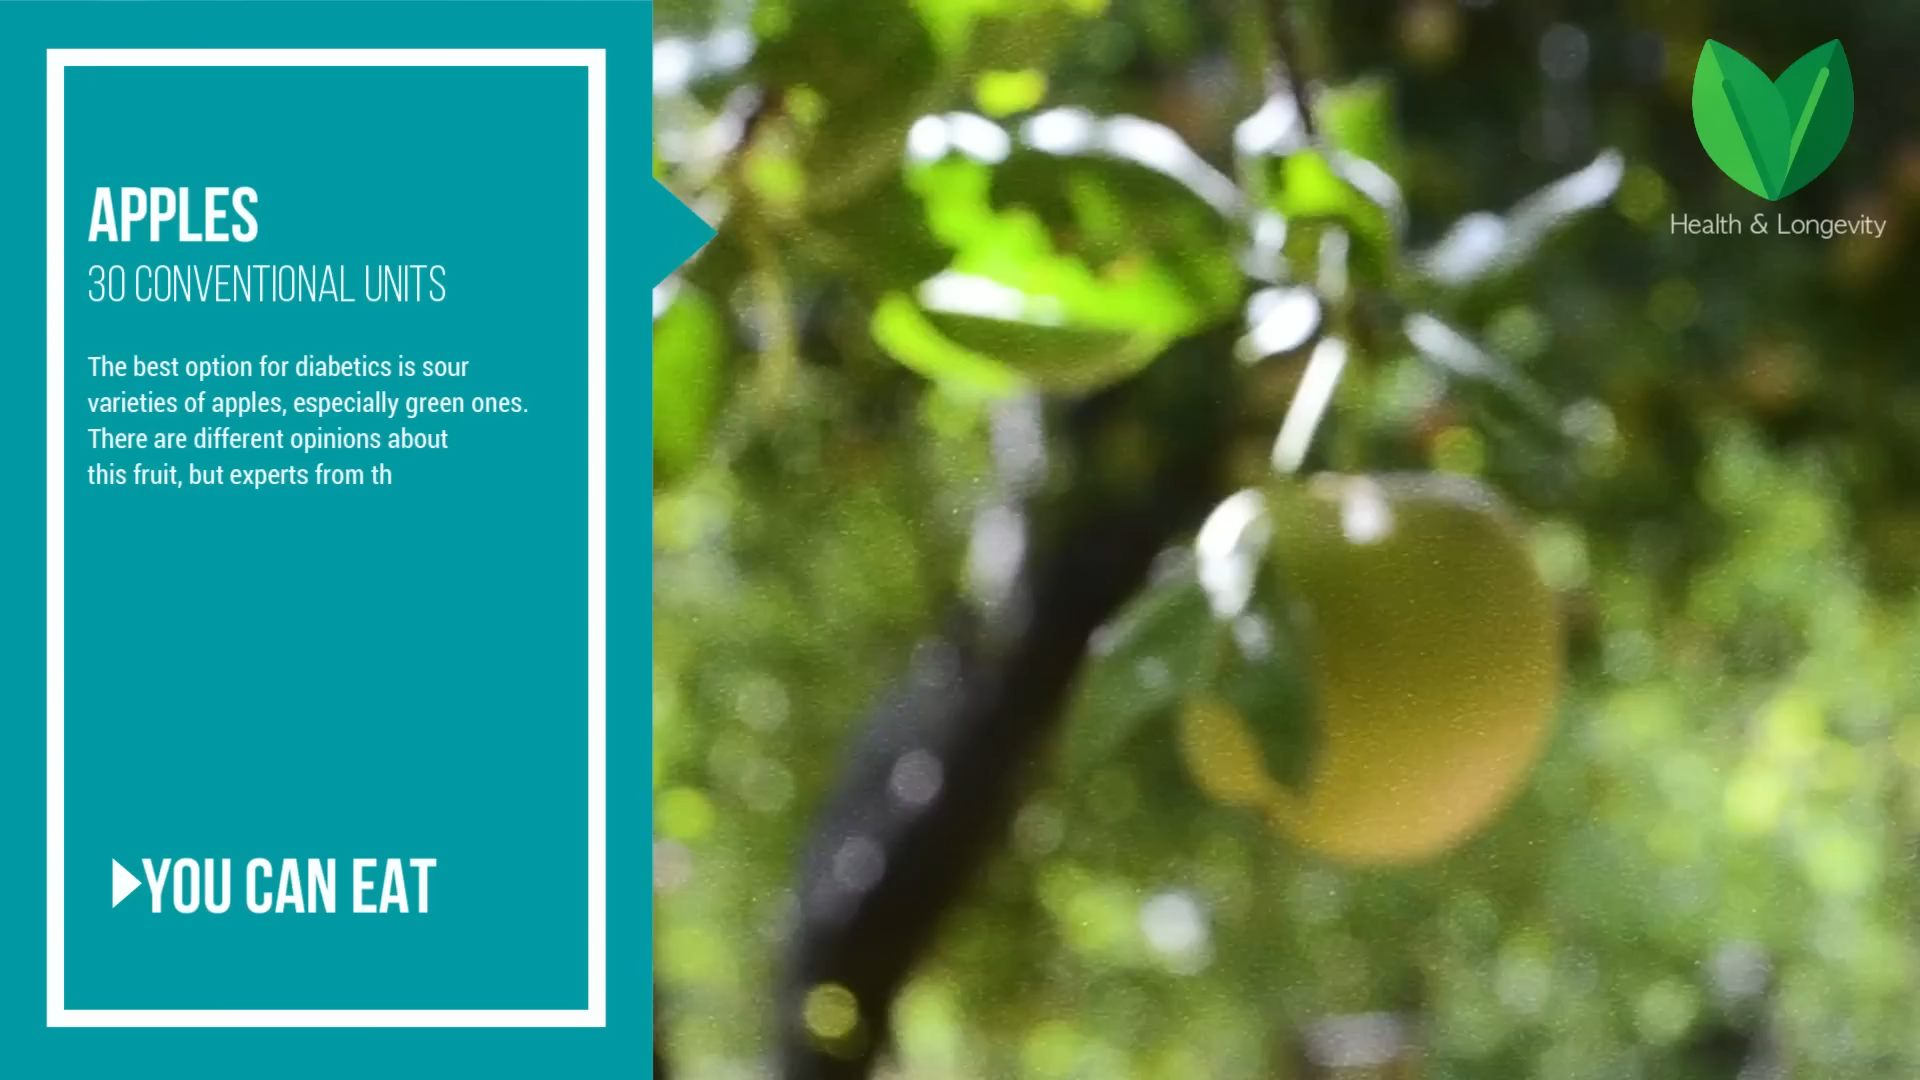 APPLES
30 CONVENTIONAL UNITS
The best option for diabetics is sour
varieties of apples, especially green ones.
There are different opinions about
this fruit, but experts from th
YOU CAN EAT
Health & Longevity